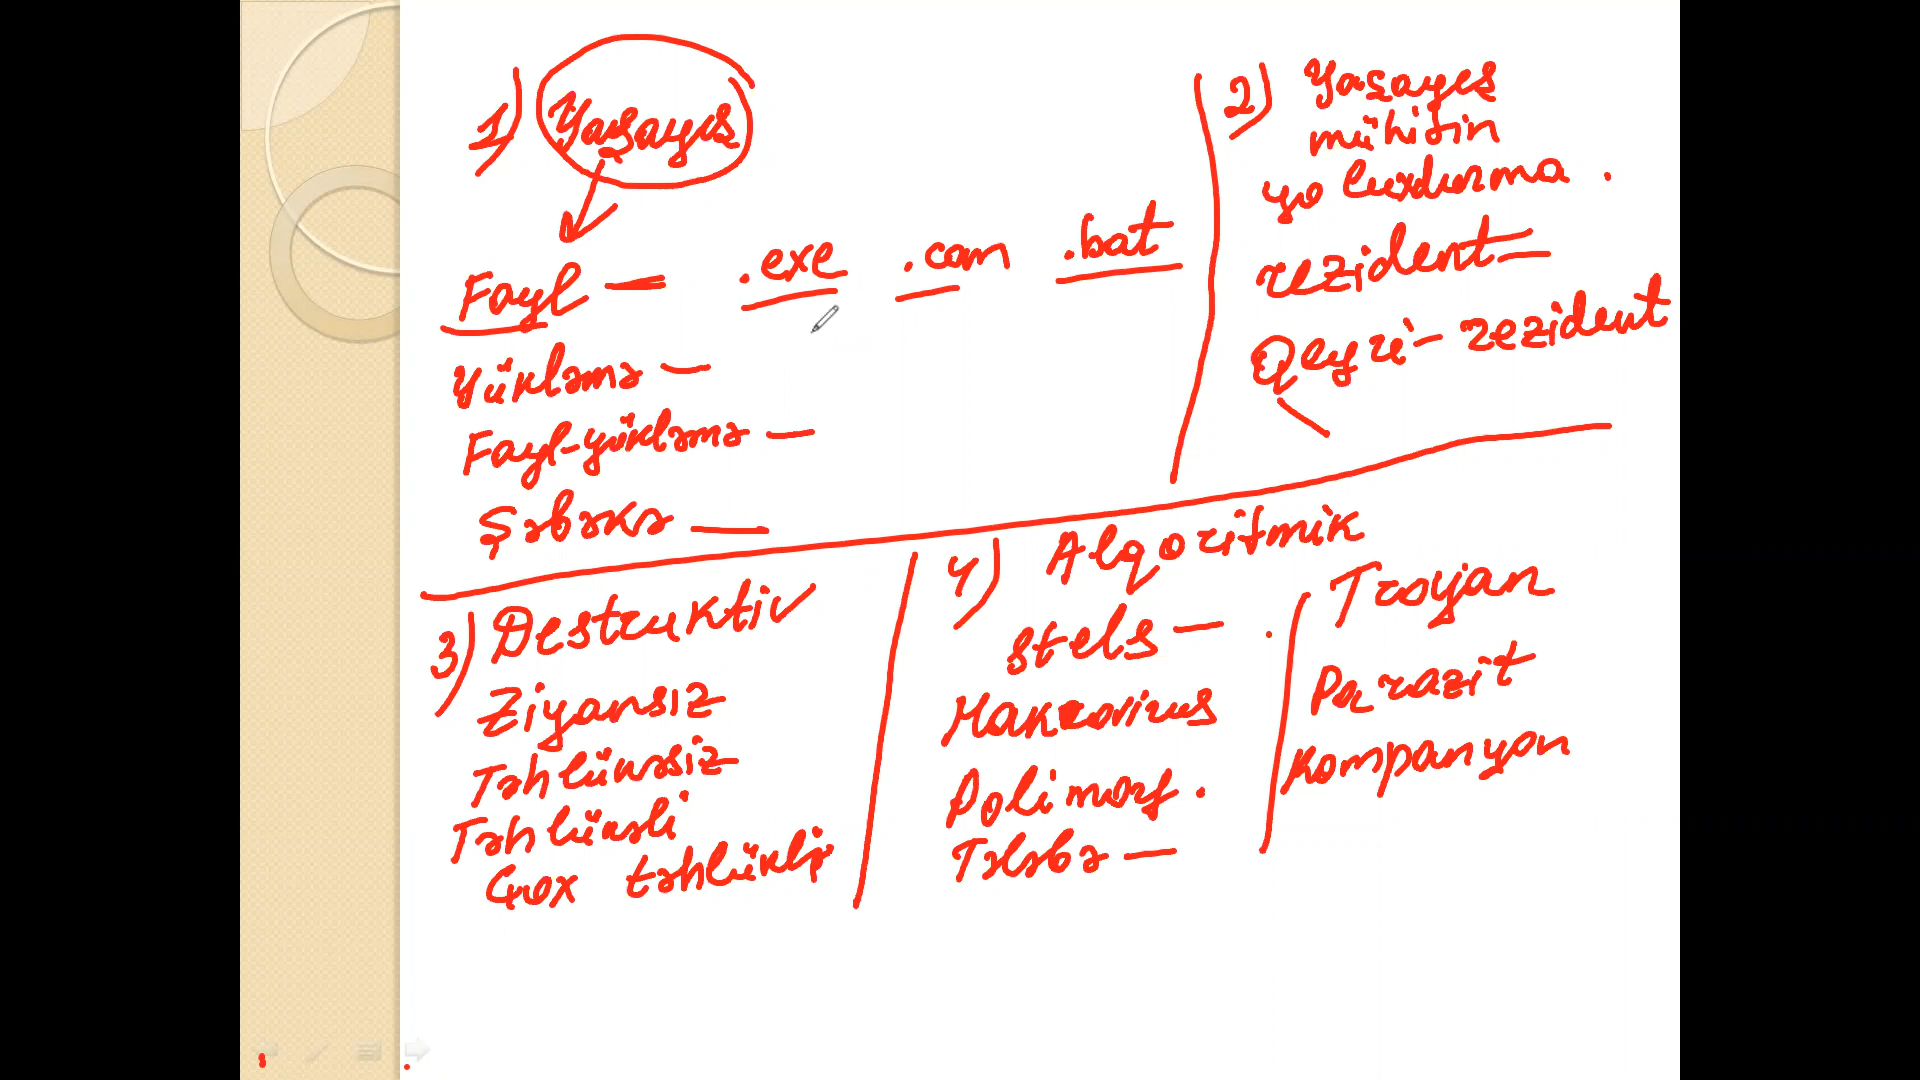 1) Yaşayış
Fayl — .exe .com .bat
Yükləmə —
Fayl-yükləmə —
Şəbəkə —
2) Yaşayış
mühitin
yoluxdurma.
rezident —
Qeyri-rezident
3) Destruktiv
Ziyansız
Təhlükəsiz
Təhlükəli
Çox təhlükəli
4) Alqoritmik
stels —
Makrovirus
Polimorf.
Tələbə —
Troyan
Parazit
Kompanyon